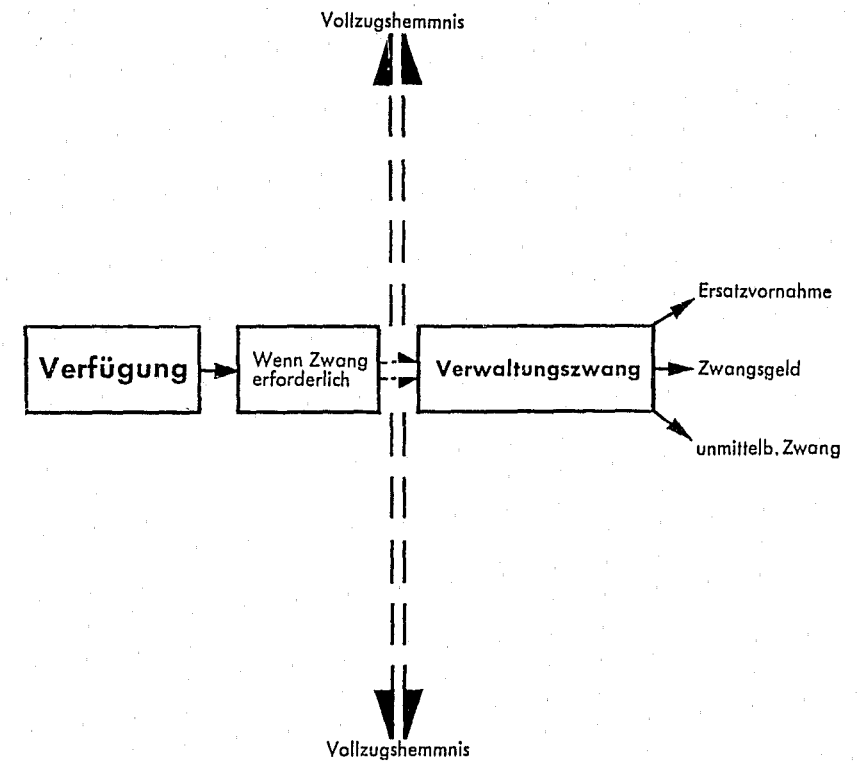 Vollzugshemmnis
Verfügung
Wenn Zwang
erforderlich
Verwaltungszwang
Ersatzvornahme
Zwangsgeld
unmittelb. Zwang
Vollzugshemmnis